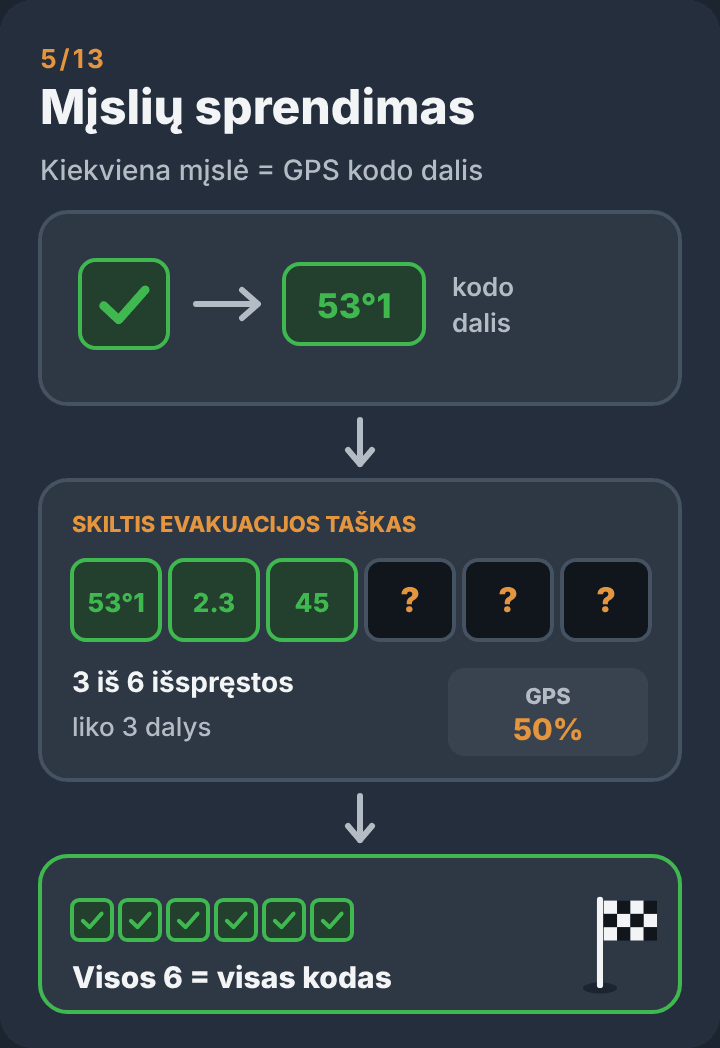 5/13
Mįslių sprendimas
Kiekviena mįslė = GPS kodo dalis
53°1
kodo
dalis
SKILTIS EVAKUACIJOS TAŠKAS
53°1 2.3 45 ? ? ?
3 iš 6 išspręstos
liko 3 dalys
GPS
50%
Visos 6 = visas kodas